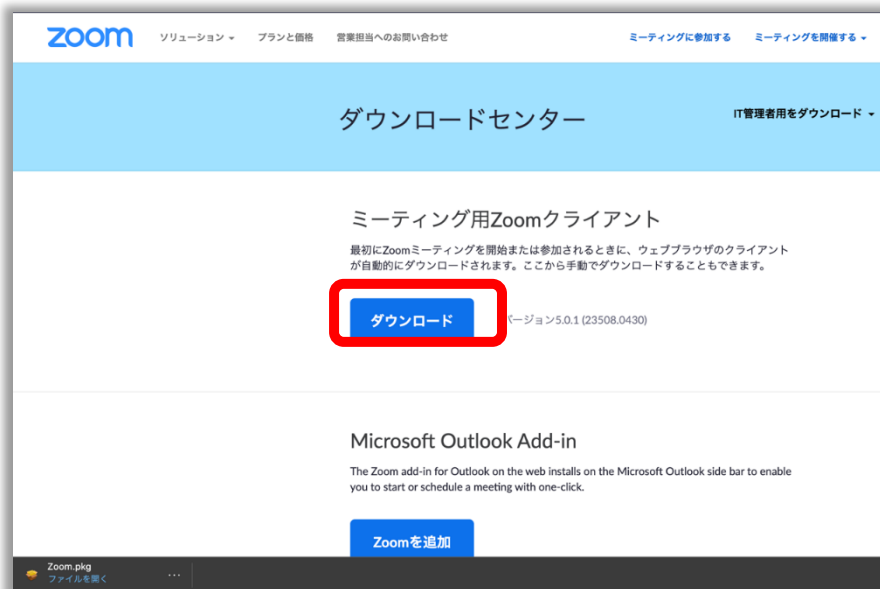 zoom ソリューション プランと価格 営業担当へのお問い合わせ ミーティングに参加する ミーティングを開催する
ダウンロードセンター IT管理者用をダウンロード
ミーティング用Zoomクライアント
最初にZoomミーティングを開始または参加されるときに、ウェブブラウザのクライアント
が自動的にダウンロードされます。ここから手動でダウンロードすることもできます。
ダウンロード ージョン5.0.1 (23508.0430)
Microsoft Outlook Add-in
The Zoom add-in for Outlook on the web installs on the Microsoft Outlook side bar to enable
you to start or schedule a meeting with one-click.
Zoomを追加
Zoom.pkg
ファイルを開く